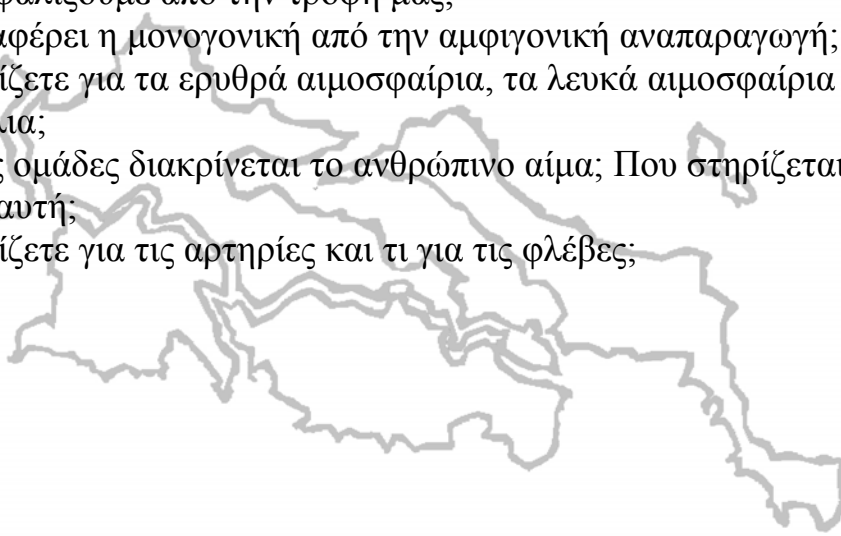 φαλίζουμε από την τροφή μας;
αφέρει η μονογονική από την αμφιγονική αναπαραγωγή;
ίζετε για τα ερυθρά αιμοσφαίρια, τα λευκά αιμοσφαίρια
λια;
ς ομάδες διακρίνεται το ανθρώπινο αίμα; Που στηρίζεται
αυτή;
ίζετε για τις αρτηρίες και τι για τις φλέβες;